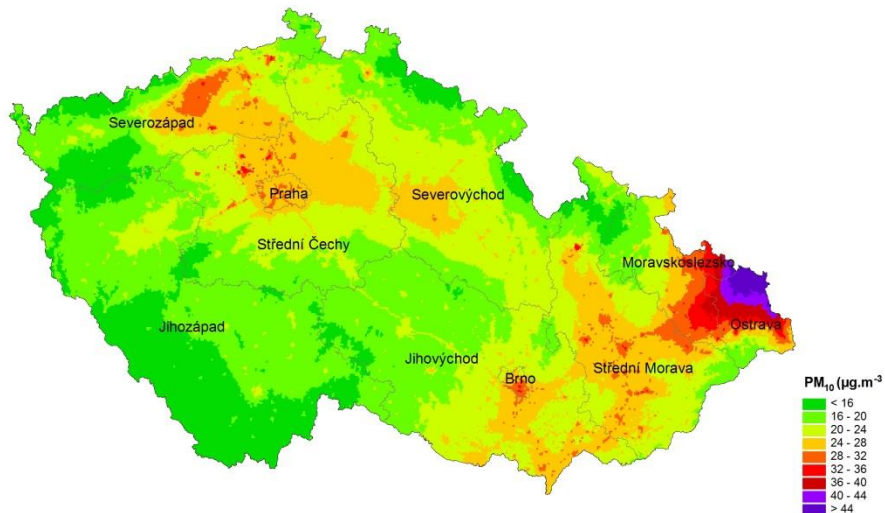 Severozápad
Praha
Severovýchod
Střední Čechy
Moravskoslezsko
Jihozápad
Ostrava
Jihovýchod
Střední Morava
Brno
PM10 (µg.m-3
< 16
16 - 20
20 - 24
24 - 28
28 - 32
32 - 36
36 - 40
40 - 44
> 44